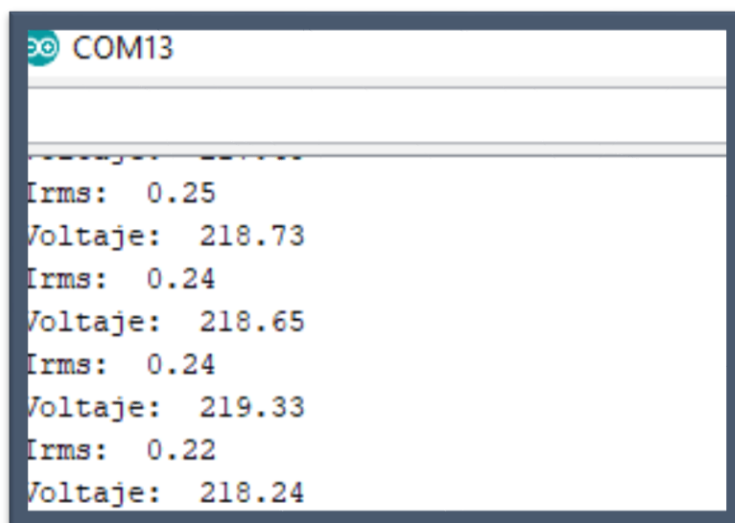 COM13
Irms:  0.25
Voltaje:  218.73
Irms:  0.24
Voltaje:  218.65
Irms:  0.24
Voltaje:  219.33
Irms:  0.22
Voltaje:  218.24